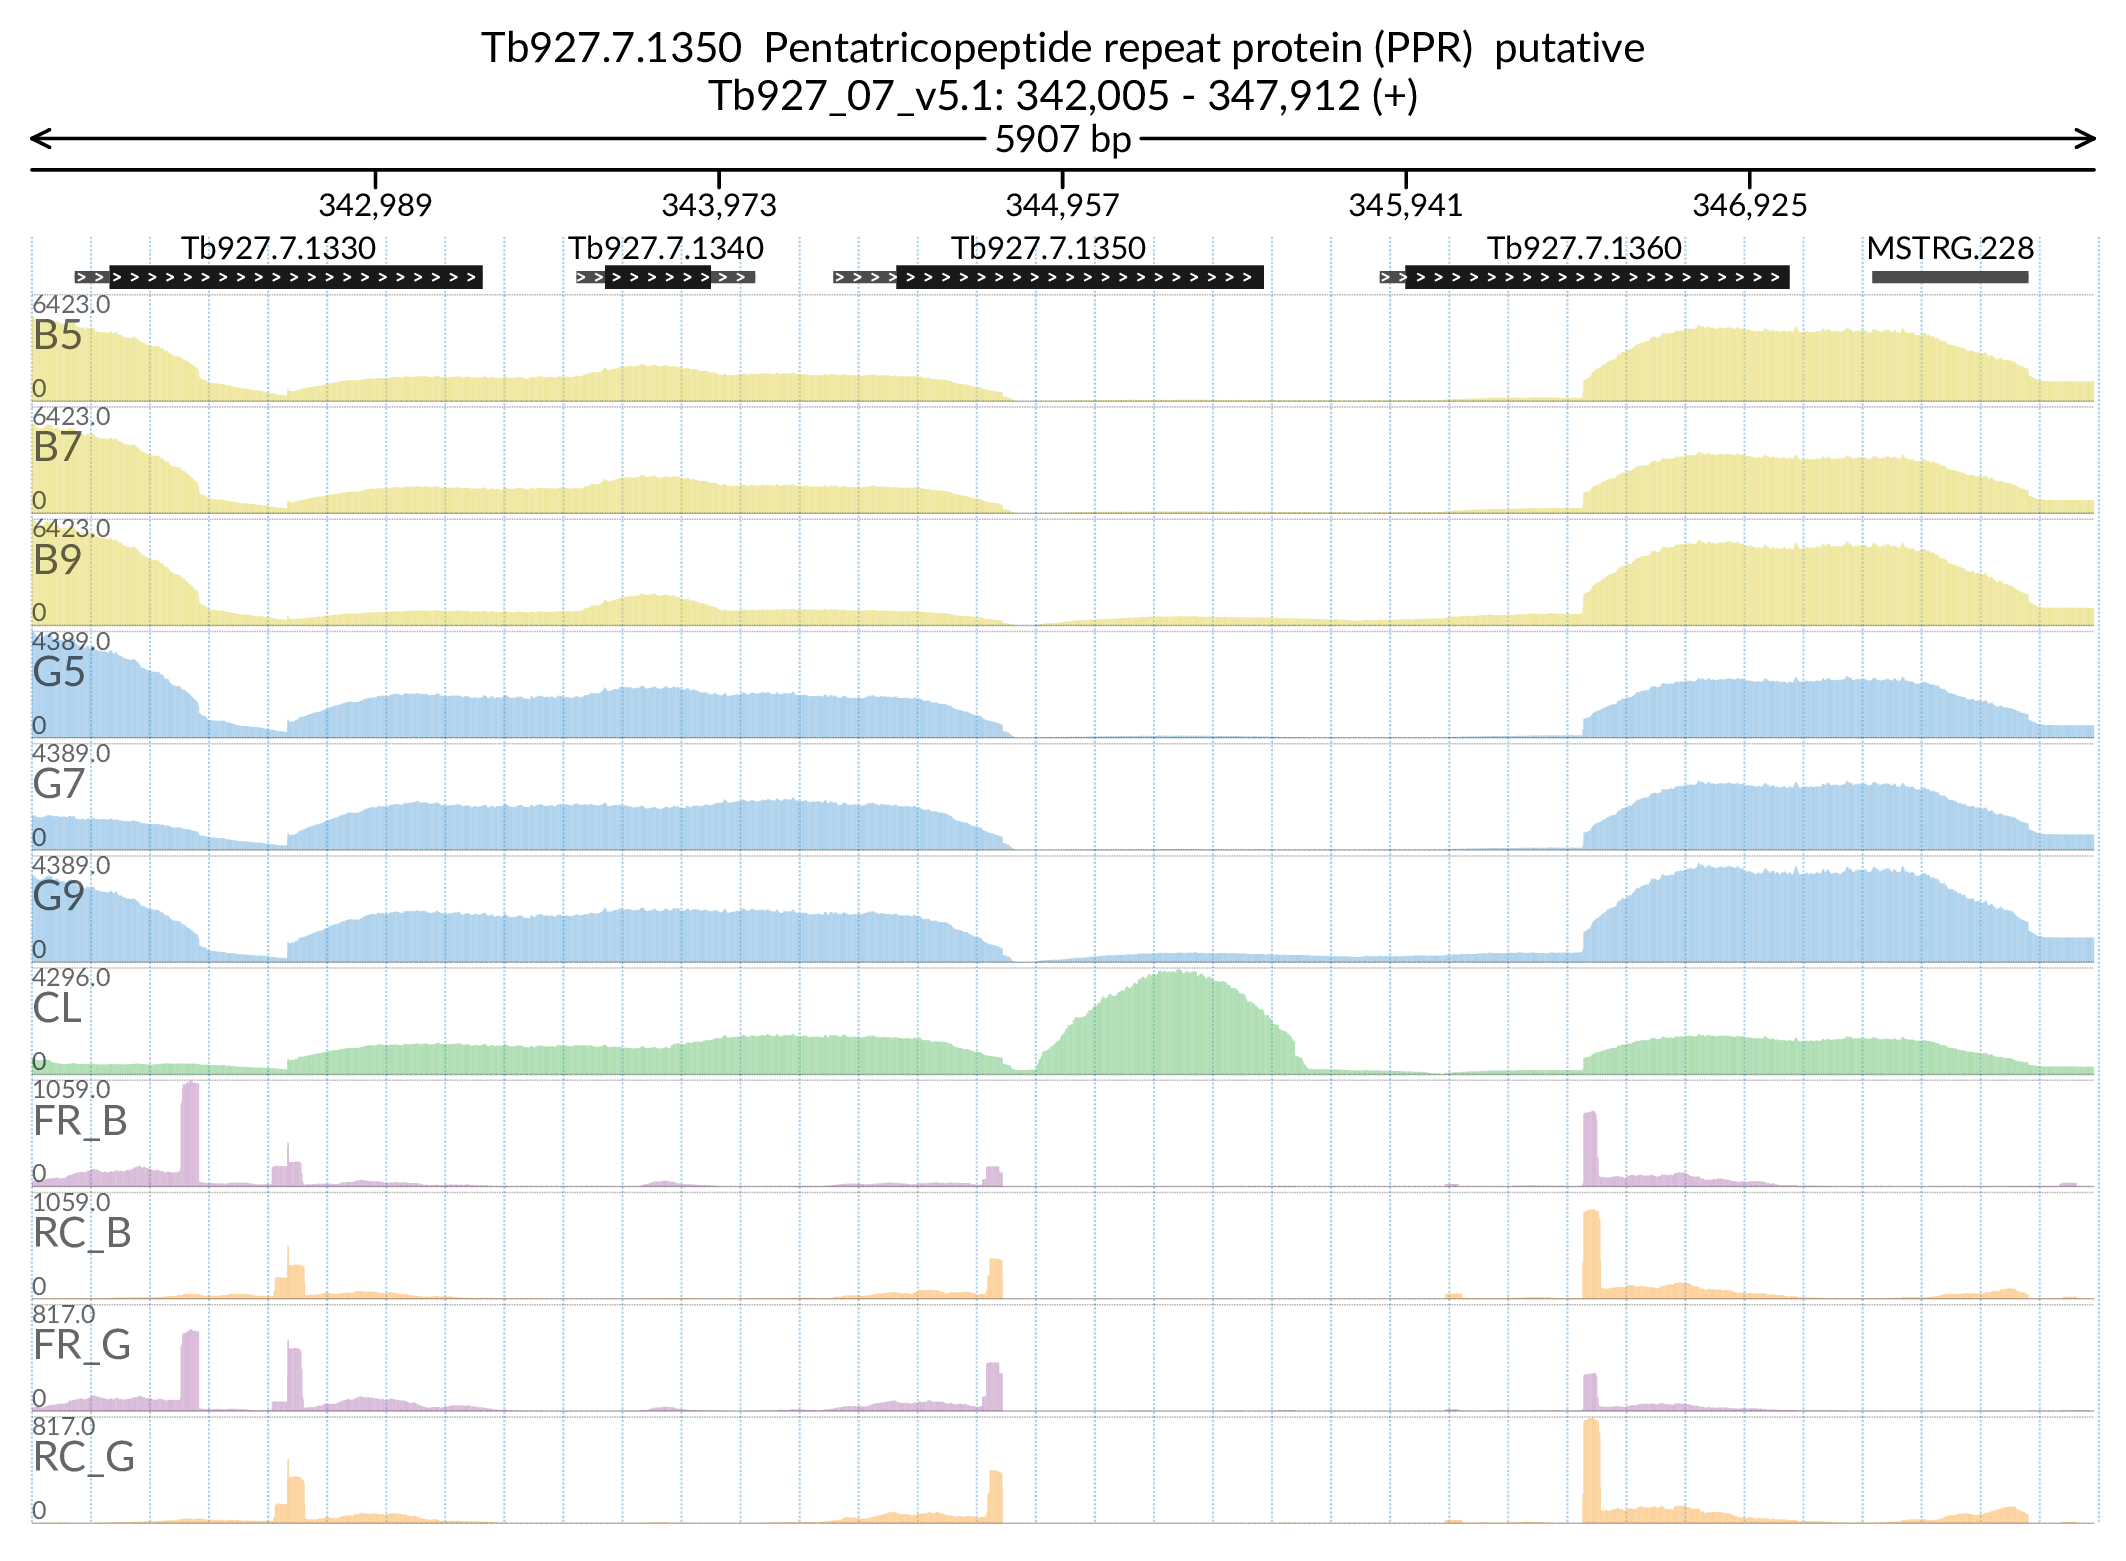 Tb927.7.1350  Pentatricopeptide repeat protein (PPR)  putative
Tb927_07_v5.1: 342,005 - 347,912 (+)
5907 bp
342,989 343,973 344,957 345,941 346,925
Tb927.7.1330 Tb927.7.1340 Tb927.7.1350 Tb927.7.1360 MSTRG.228
6423.0
B5
0
6423.0
B7
0
6423.0
B9
0
4389.0
G5
0
4389.0
G7
0
4389.0
G9
0
4296.0
CL
0
1059.0
FR_B
0
1059.0
RC_B
0
817.0
FR_G
0
817.0
RC_G
0